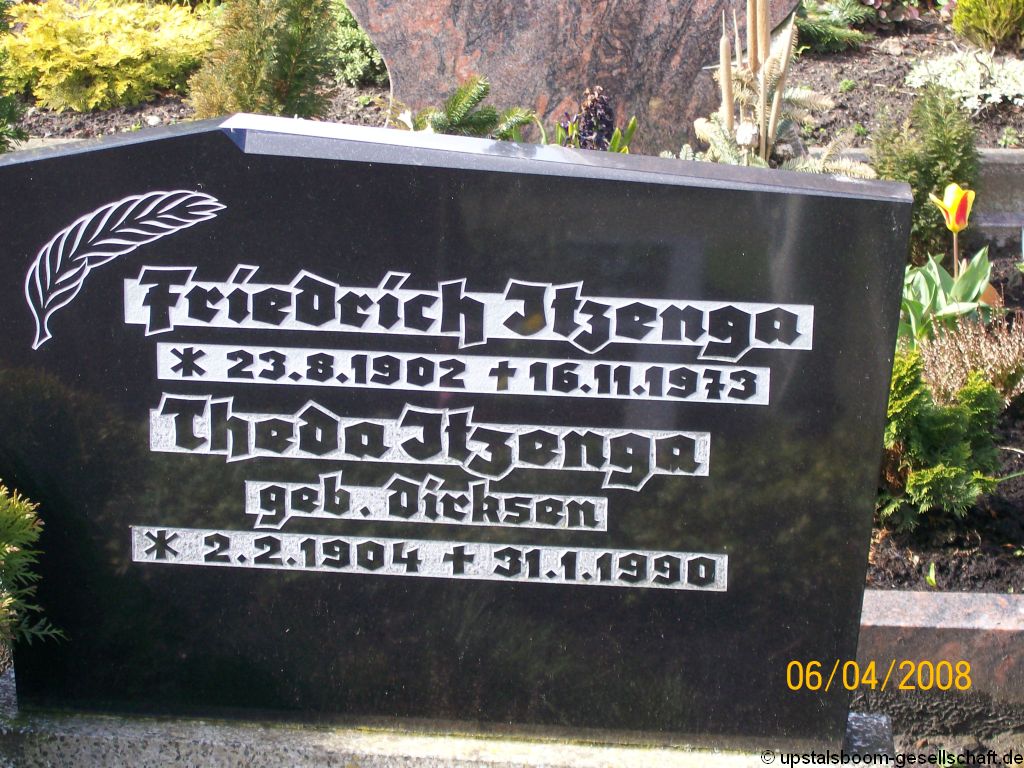 Friedrich Itzenga
* 23.8.1902 † 16.11.1973
Theda Itzenga
geb. Dirksen
* 2.2.1904 † 31.1.1990
06/04/2008
© upstalsboom-gesellschaft.de